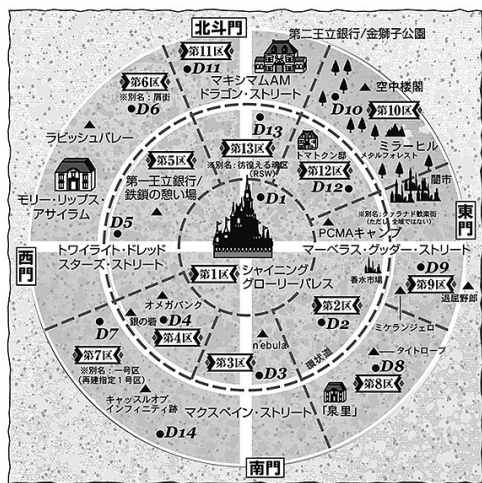 北斗門
第二王立銀行/金獅子公園
第11区
D11
マキシマムAM
ドラゴン・ストリート
第6区
※別名:屑街
D6
空中楼閣
D10
第10区
ラビッシュバレー
D13
第13区
※別名:彷徨える魂区
(RSW)
トマトクン邸
ミラーヒル
メタルフォレスト
第5区
第12区
D12
闇市
モリー・リップス・
アサイラム
第一王立銀行/
鉄鎖の憩い場
D1
※別名:クァラナド歓楽街
(ただし、全域ではない)
D5
PCMAキャンプ
東門
西門
トワイライト・ドレッド
スターズ・ストリート
マーベラス・グッダー・ストリート
第1区
シャイニング
グローリーパレス
香水市場
D9
第9区
退屈野郎
オメガバンク
銀の砦
D4
第4区
第2区
D2
ミケランジェロ
D7
第7区
※別名:一号区
(再建指定1号区)
第3区
nebula
D3
環状道
タイトロープ
D8
第8区
キャッスルオブ
インフィニティ跡
マクスペイン・ストリート
「泉里」
D14
南門